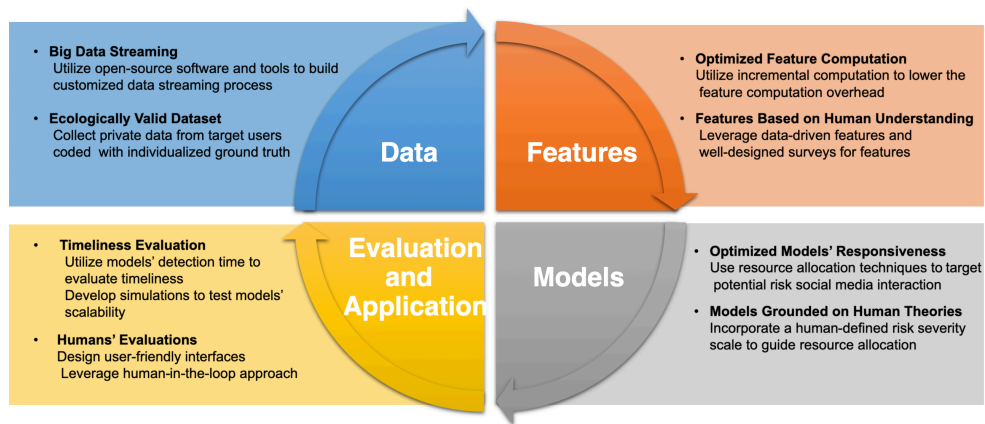 • Big Data Streaming
Utilize open-source software and tools to build
customized data streaming process
• Ecologically Valid Dataset
Collect private data from target users
coded with individualized ground truth
Data
Features
• Optimized Feature Computation
Utilize incremental computation to lower the
feature computation overhead
• Features Based on Human Understanding
Leverage data-driven features and
well-designed surveys for features
• Timeliness Evaluation
Utilize models' detection time to
evaluate timeliness
Develop simulations to test models'
scalability
• Humans' Evaluations
Design user-friendly interfaces
Leverage human-in-the-loop approach
Evaluation
and
Application
Models
• Optimized Models' Responsiveness
Use resource allocation techniques to target
potential risk social media interaction
• Models Grounded on Human Theories
Incorporate a human-defined risk severity
scale to guide resource allocation